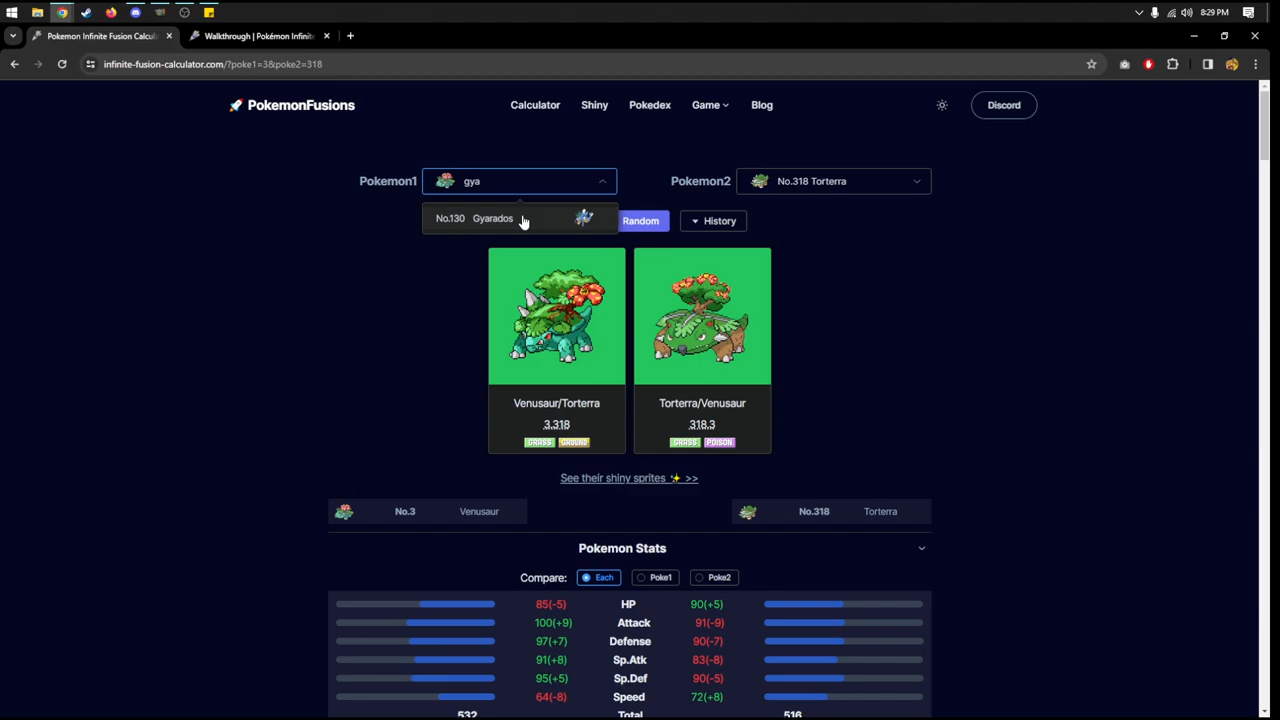 8:29 PM
Pokemon Infinite Fusion Calcul
Walkthrough | Pokémon Infinite
infinite-fusion-calculator.com/?poke1=3&poke2=318
PokemonFusions
Calculator
Shiny
Pokedex
Game
Blog
Discord
Pokemon1
gya
Pokemon2
No.318 Torterra
No.130 Gyarados
Random
History
Venusaur/Torterra
3.318
GRASS GROUND
Torterra/Venusaur
318.3
GRASS POISON
See their shiny sprites ✨ >>
No.3 Venusaur
No.318 Torterra
Pokemon Stats
Compare: Each Poke1 Poke2
85(-5) HP 90(+5)
100(+9) Attack 91(-9)
97(+7) Defense 90(-7)
91(+8) Sp.Atk 83(-8)
95(+5) Sp.Def 90(-5)
64(-8) Speed 72(+8)
532 Total 516